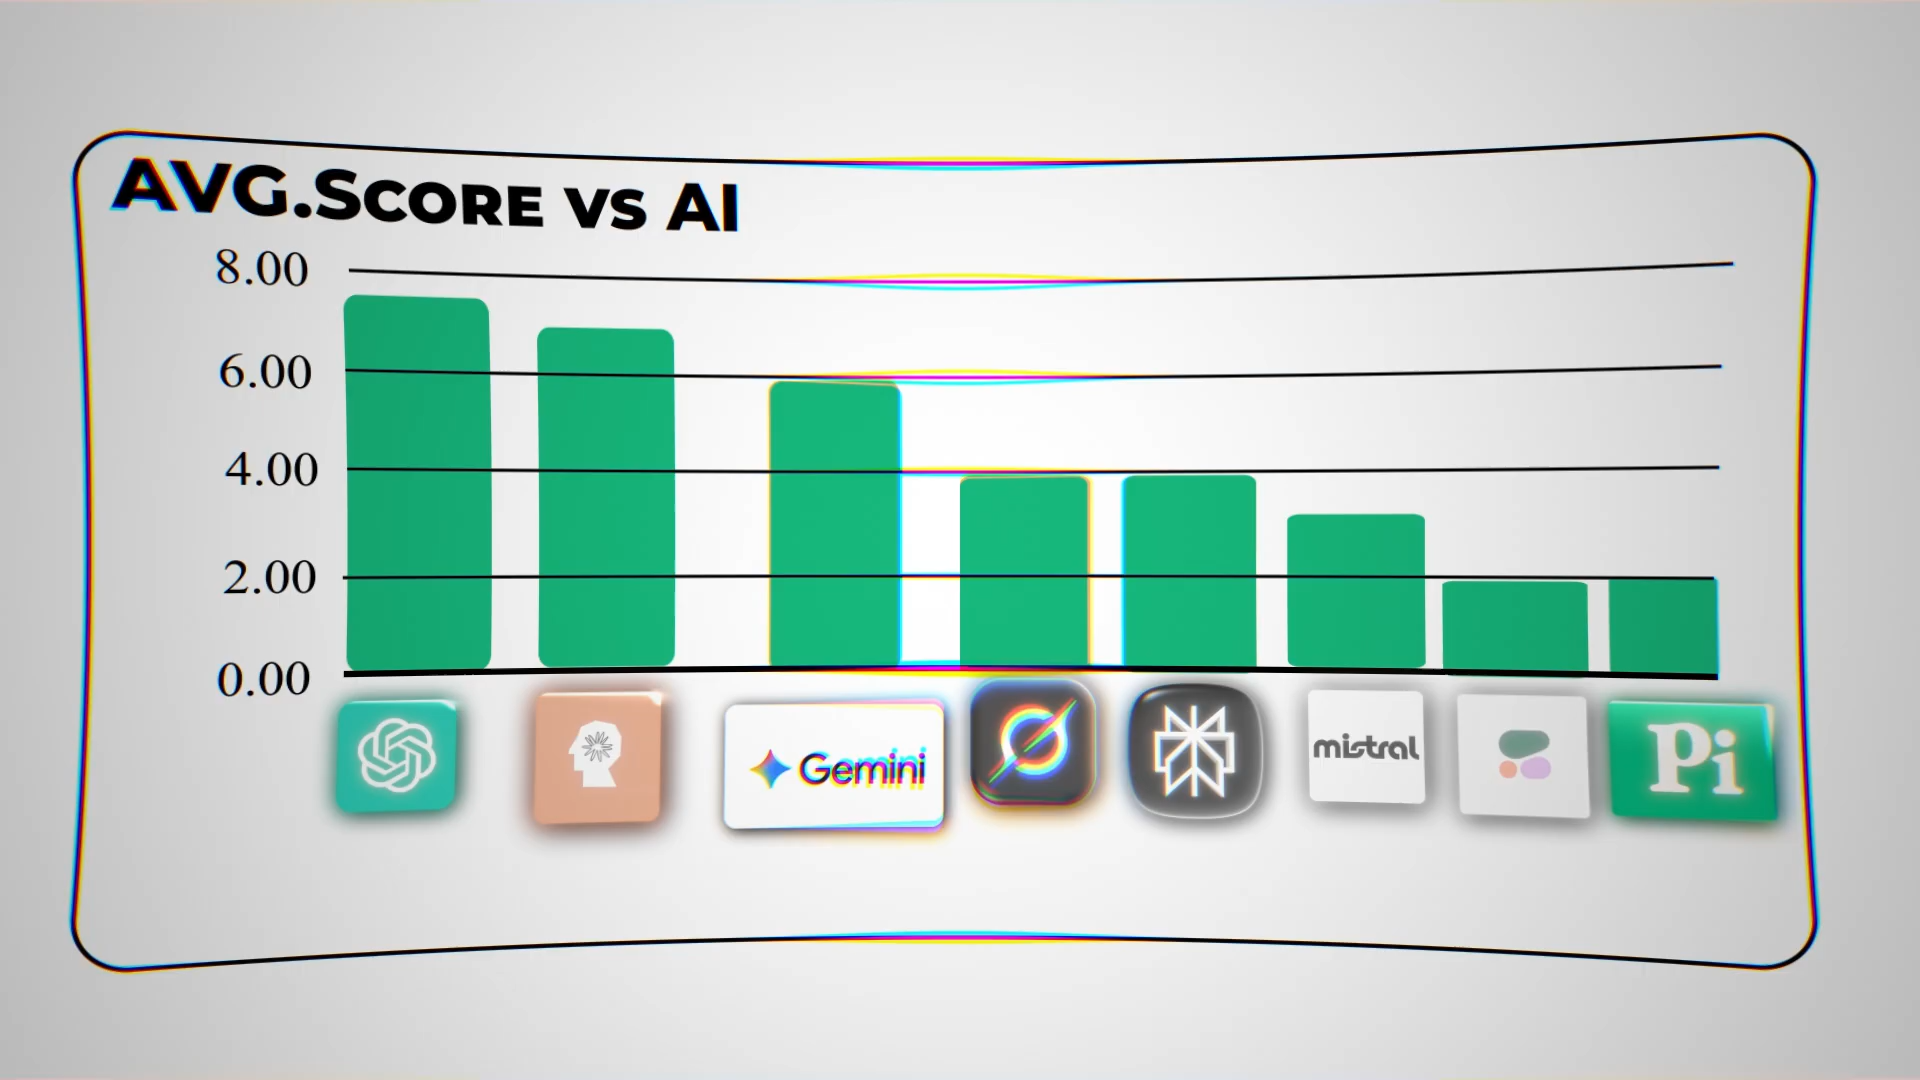 AVG.SCORE VS AI
8.00
6.00
4.00
2.00
0.00
Gemini
mistral
Pi